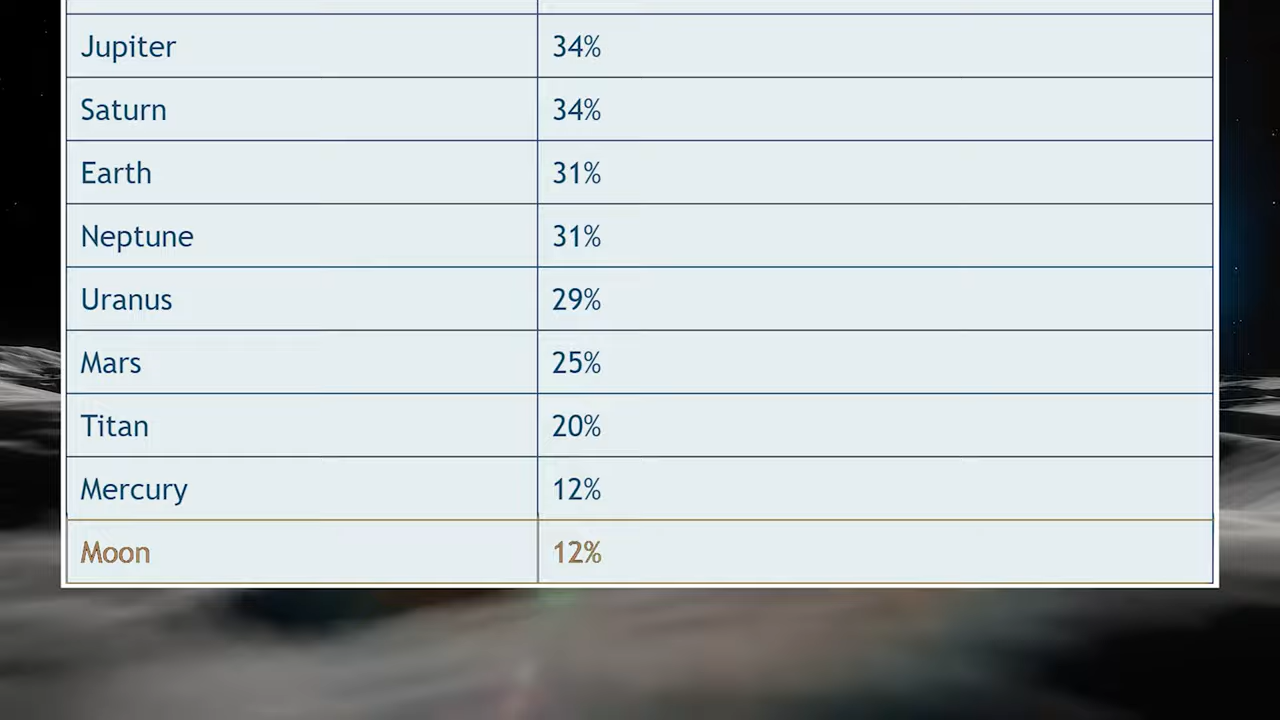 Jupiter 34%
Saturn 34%
Earth 31%
Neptune 31%
Uranus 29%
Mars 25%
Titan 20%
Mercury 12%
Moon 12%